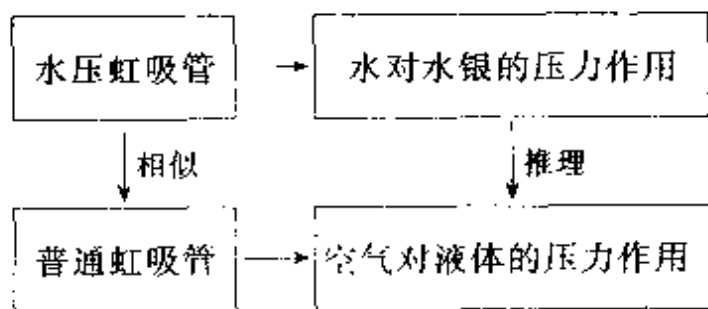 水压虹吸管
水对水银的压力作用
相似
推理
普通虹吸管
空气对液体的压力作用